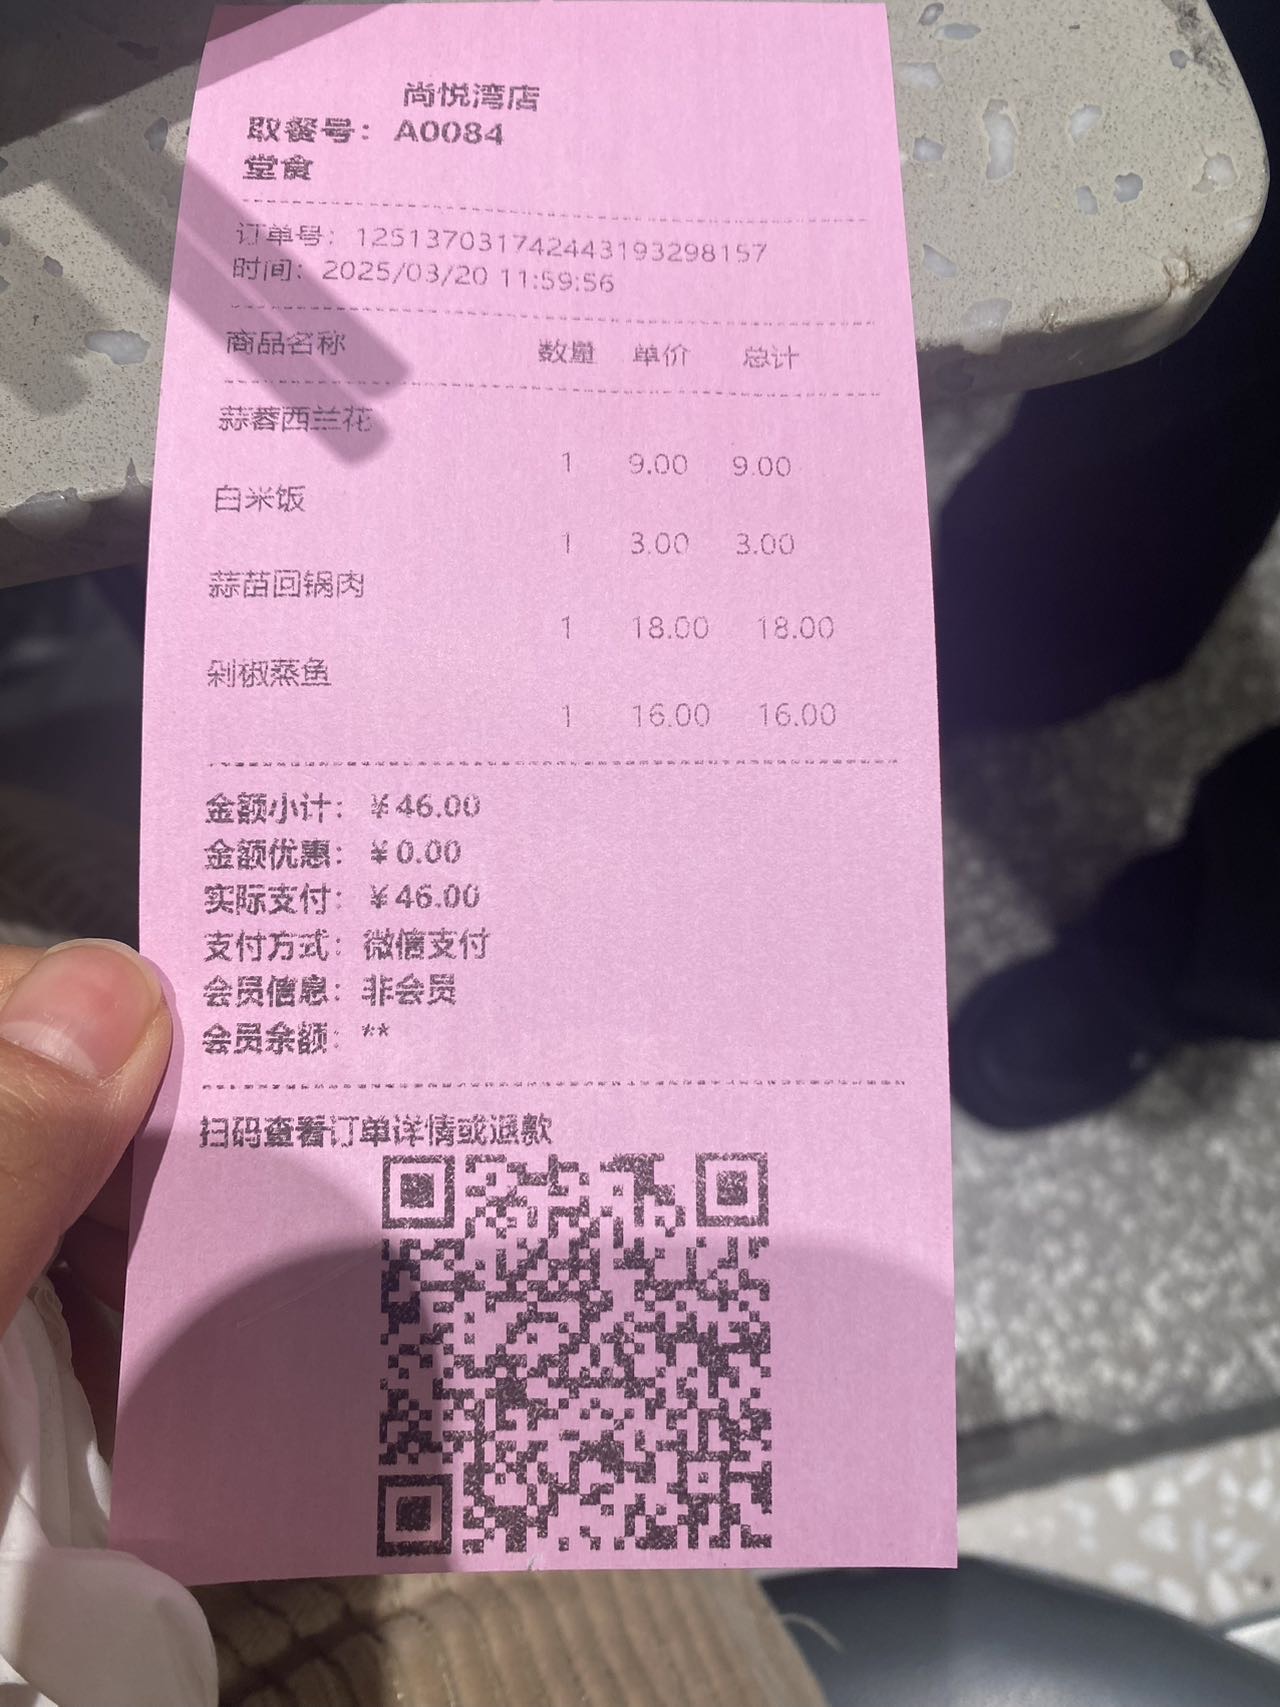 尚悦湾店
取餐号：A0084
堂食
订单号：1251370317424431932981​57
时间：2025/03/20 11:59:56
商品名称 数量 单价 总计
蒜蓉西兰花
1 9.00 9.00
白米饭
1 3.00 3.00
蒜苗回锅肉
1 18.00 18.00
剁椒蒸鱼
1 16.00 16.00
金额小计：￥46.00
金额优惠：￥0.00
实际支付：￥46.00
支付方式：微信支付
会员信息：非会员
会员余额：**
扫码查看订单详情或退款